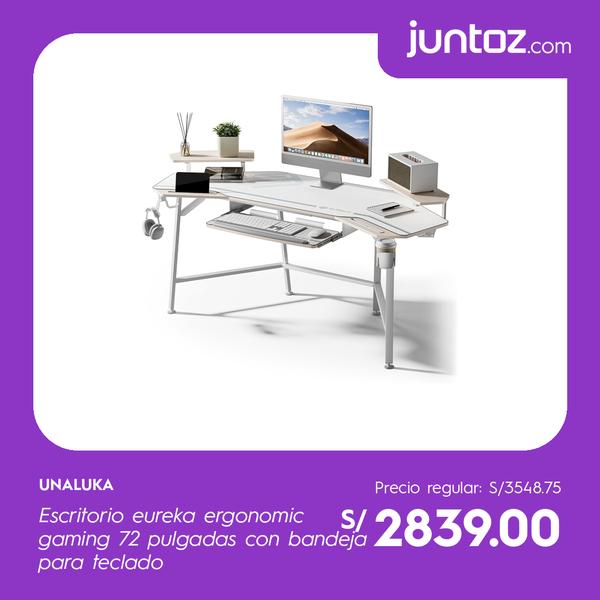 juntoz.com
UNALUKA
Precio regular: S/3548.75
Escritorio eureka ergonomic
gaming 72 pulgadas con bandeja
para teclado
S/2839.00